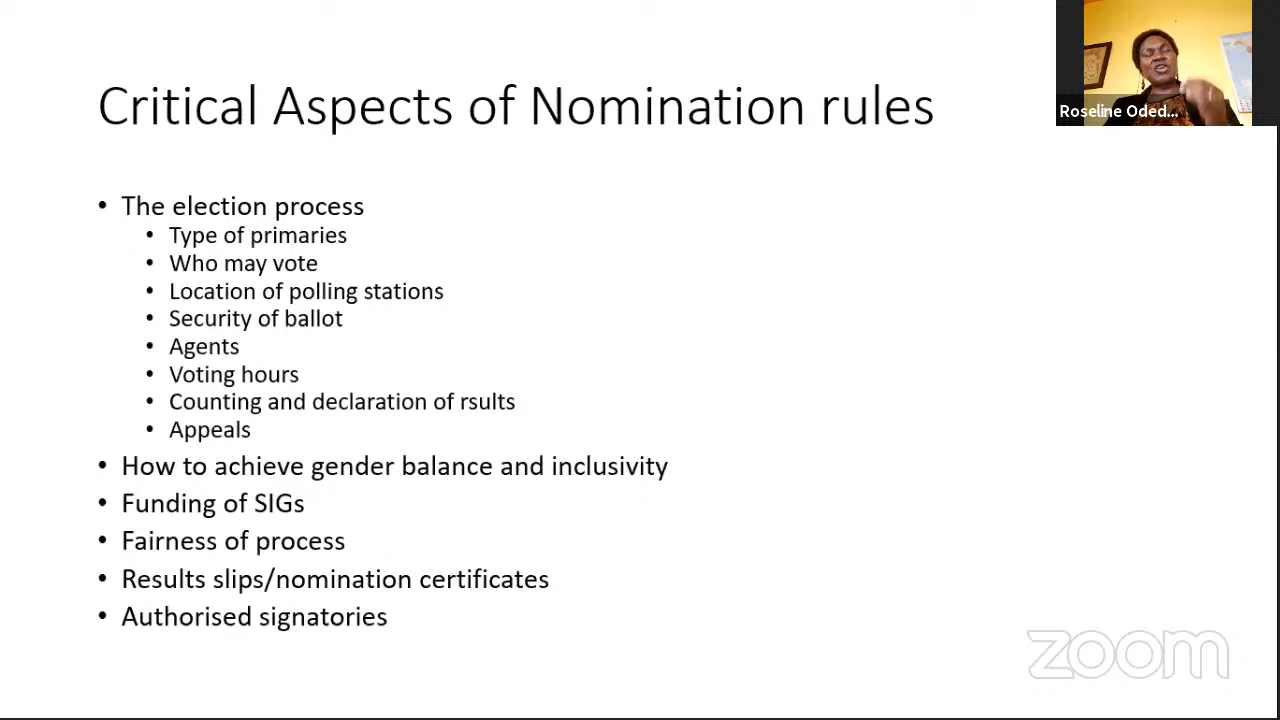 Critical Aspects of Nomination rules
Roseline Oded...
• The election process
• Type of primaries
• Who may vote
• Location of polling stations
• Security of ballot
• Agents
• Voting hours
• Counting and declaration of rsults
• Appeals
• How to achieve gender balance and inclusivity
• Funding of SIGs
• Fairness of process
• Results slips/nomination certificates
• Authorised signatories
zoom